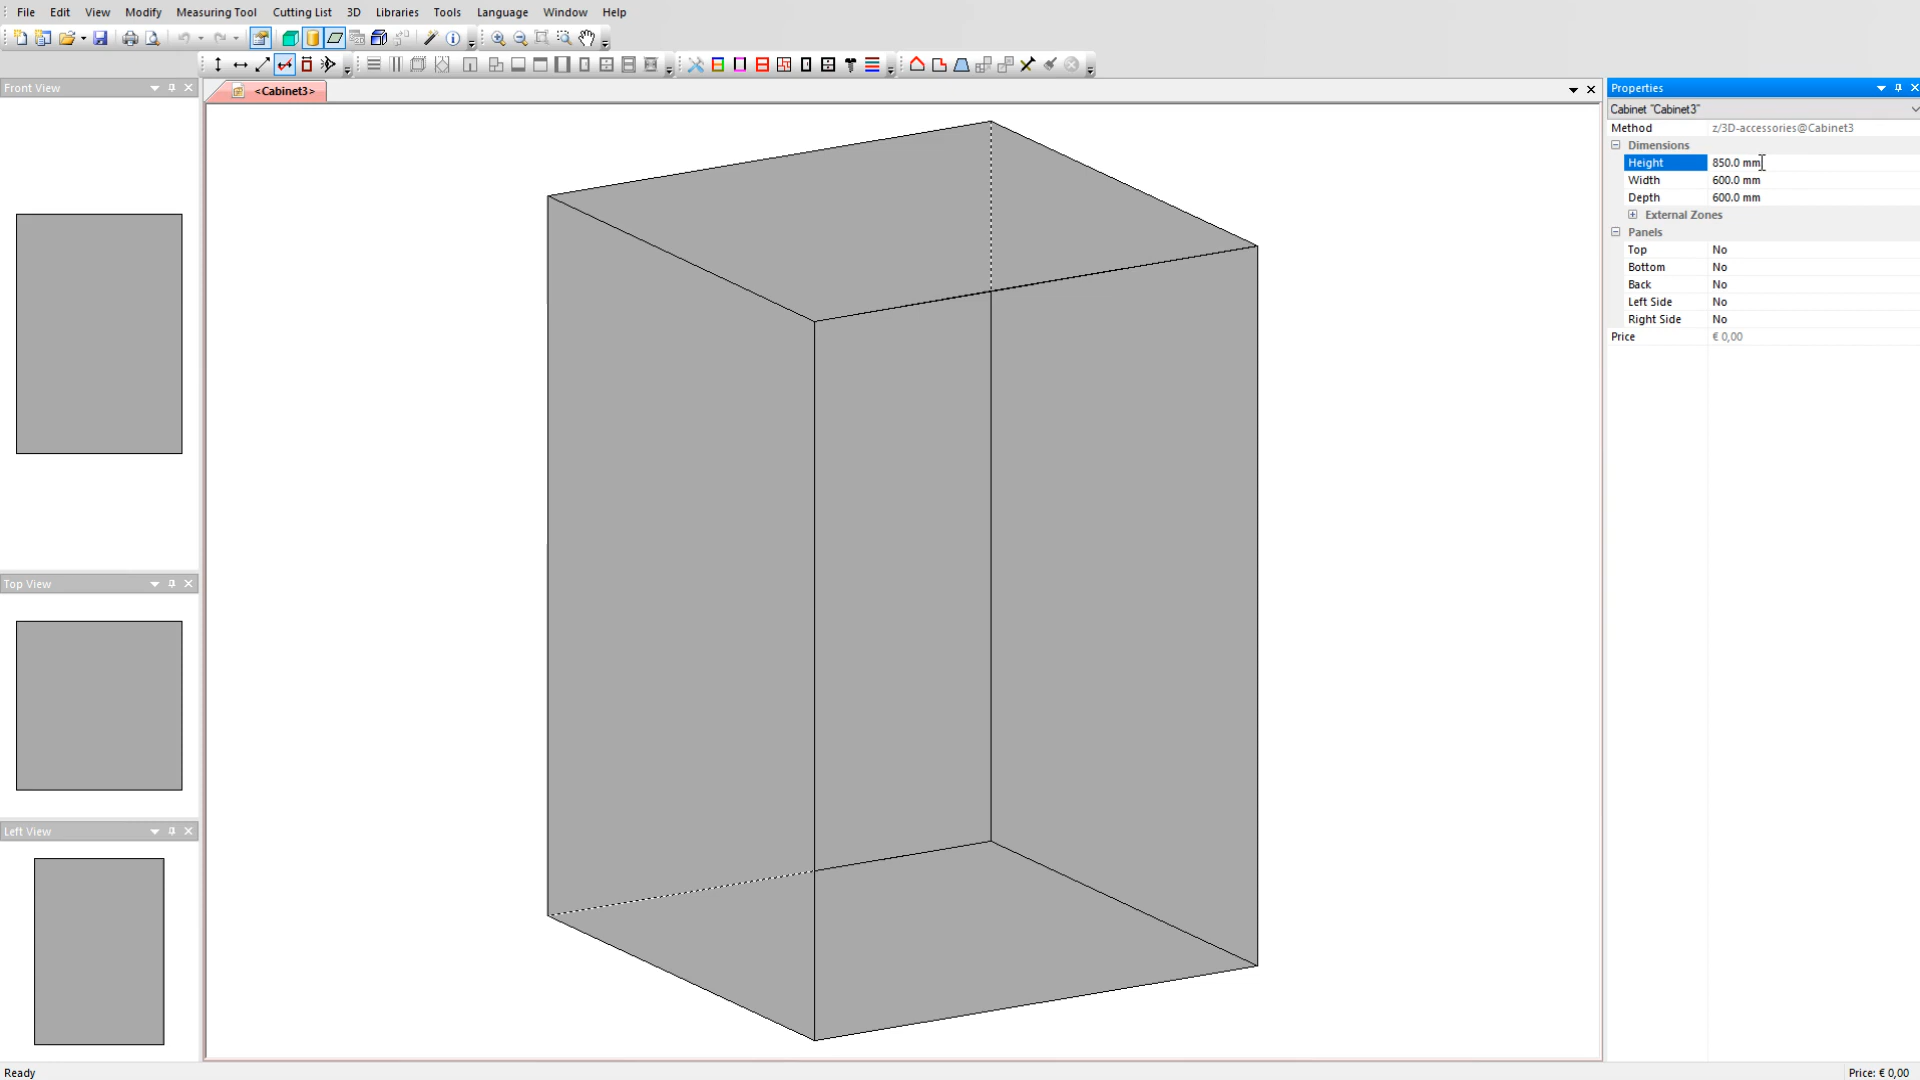 File Edit View Modify Measuring Tool Cutting List 3D Libraries Tools Language Window Help
Front View
<Cabinet3>
Properties
Cabinet "Cabinet3"
Method z/3D-accessories@Cabinet3
Dimensions
Height 850.0 mm
Width 600.0 mm
Depth 600.0 mm
External Zones
Panels
Top No
Bottom No
Back No
Left Side No
Right Side No
Price € 0,00
Top View
Left View
Ready
Price: € 0,00